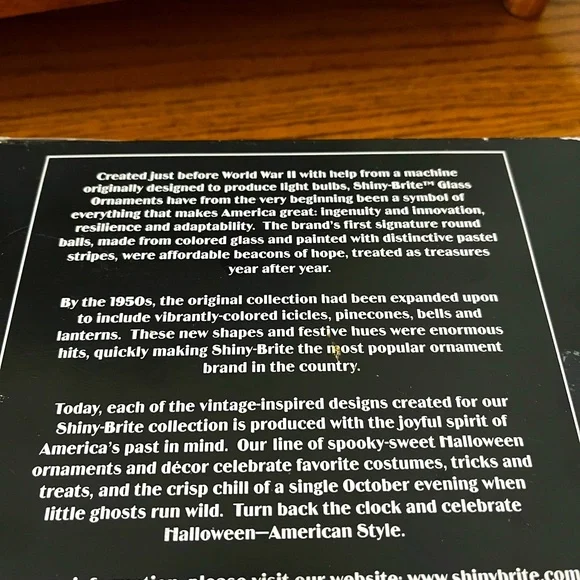 Created just before World War II with help from a machine
originally designed to produce light bulbs, Shiny-Brite™ Glass
Ornaments have from the very beginning been a symbol of
everything that makes America great: ingenuity and innovation,
resilience and adaptability. The brand's first signature round
balls, made from colored glass and painted with distinctive pastel
stripes, were affordable beacons of hope, treated as treasures
year after year.
By the 1950s, the original collection had been expanded upon
to include vibrantly-colored icicles, pinecones, bells and
lanterns. These new shapes and festive hues were enormous
hits, quickly making Shiny-Brite the most popular ornament
brand in the country.
Today, each of the vintage-inspired designs created for our
Shiny-Brite collection is produced with the joyful spirit of
America's past in mind. Our line of spooky-sweet Halloween
ornaments and décor celebrate favorite costumes, tricks and
treats, and the crisp chill of a single October evening when
little ghosts run wild. Turn back the clock and celebrate
Halloween—American Style.
information, please visit our website: www.shinybrite.com